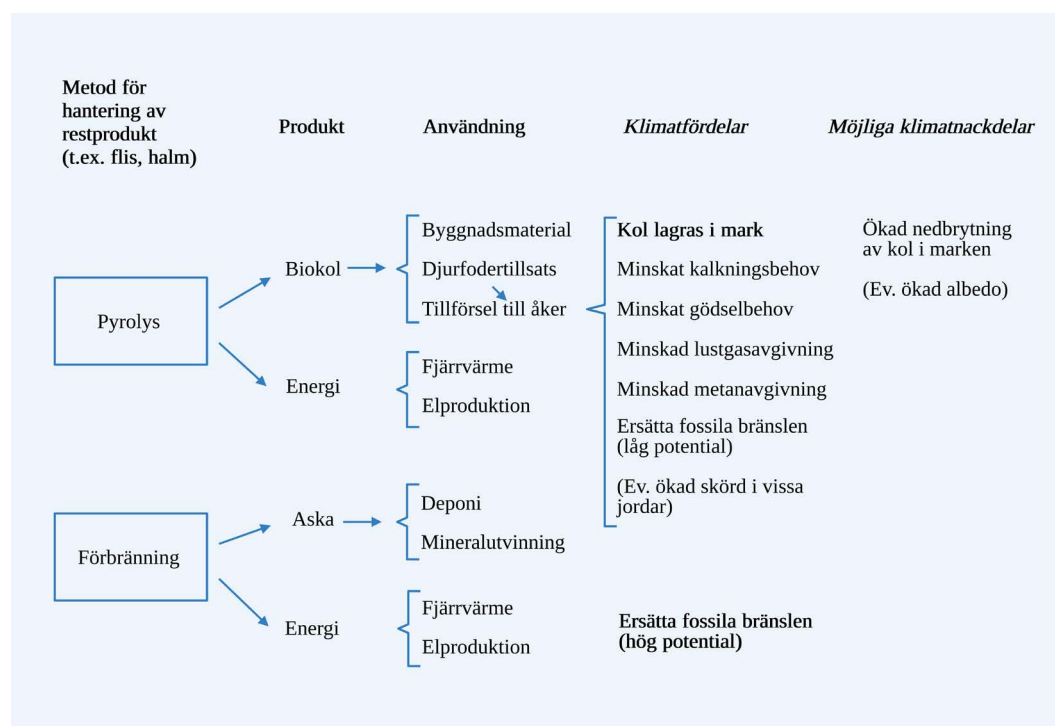 Metod för
hantering av
restprodukt
(t.ex. flis, halm)
Produkt
Användning
Klimatfördelar
Möjliga klimatnackdelar
Pyrolys
Biokol
Energi
Byggnadsmaterial
Djurfodertillsats
Tillförsel till åker
Fjärrvärme
Elproduktion
Kol lagras i mark
Minskat kalkningsbehov
Minskat gödselbehov
Minskad lustgasavgivning
Minskad metanavgivning
Ersätta fossila bränslen
(låg potential)
(Ev. ökad skörd i vissa
jordar)
Ökad nedbrytning
av kol i marken
(Ev. ökad albedo)
Förbränning
Aska
Energi
Deponi
Mineralutvinning
Fjärrvärme
Elproduktion
Ersätta fossila bränslen
(hög potential)